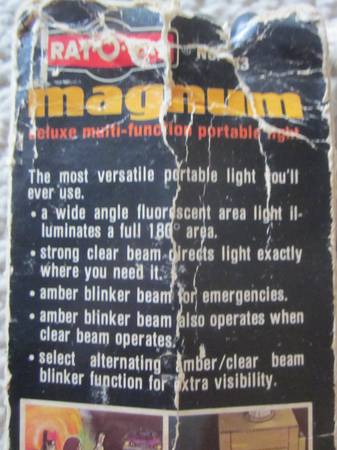 RAY-O-VAC
magnum
deluxe multi-function portable light
The most versatile portable light you'll
ever use.
• a wide angle fluorescent area light il-
luminates a full 180° area.
• strong clear beam directs light exactly
where you need it.
• amber blinker beam for emergencies.
• amber blinker beam also operates when
clear beam operates.
• select alternating amber/clear beam
blinker function for extra visibility.